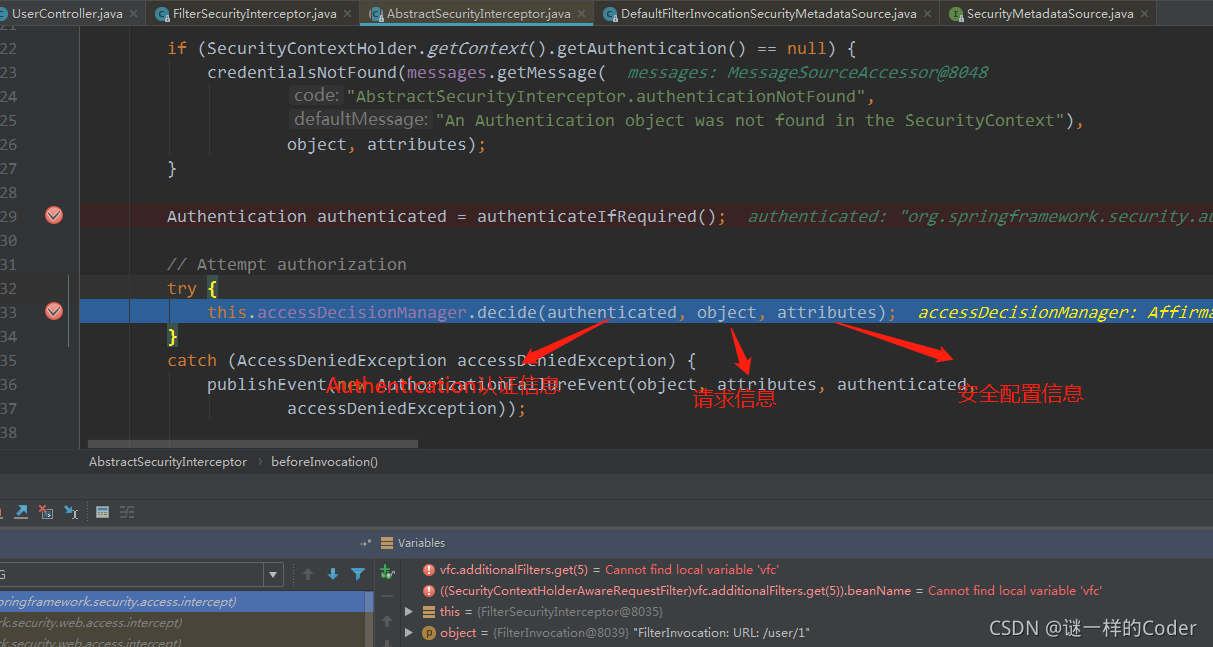 UserController.java × FilterSecurityInterceptor.java × AbstractSecurityInterceptor.java × DefaultFilterInvocationSecurityMetadataSource.java × SecurityMetadataSource.java ×
22 if (SecurityContextHolder.getContext().getAuthentication() == null) {
23 credentialsNotFound(messages.getMessage( messages: MessageSourceAccessor@8048
24 code: "AbstractSecurityInterceptor.authenticationNotFound",
25 defaultMessage: "An Authentication object was not found in the SecurityContext"),
26 object, attributes);
27 }
28
29 Authentication authenticated = authenticateIfRequired(); authenticated: "org.springframework.security.au
30
31 // Attempt authorization
32 try {
33 this.accessDecisionManager.decide(authenticated, object, attributes); accessDecisionManager: Affirma
34 }
35 catch (AccessDeniedException accessDeniedException) {
36 publishEvent(new AuthorizationFailureEvent(object, attributes, authenticated,
Authentication认证信息
请求信息
安全配置信息
37 accessDeniedException));
38
AbstractSecurityInterceptor › beforeInvocation()
Variables
G
vfc.additionalFilters.get(5) = Cannot find local variable 'vfc'
((SecurityContextHolderAwareRequestFilter)vfc.additionalFilters.get(5)).beanName = Cannot find local variable 'vfc'
pringframework.security.access.intercept)
this = {FilterSecurityInterceptor@8035}
rk.security.web.access.intercept)
object = {FilterInvocation@8039} "FilterInvocation: URL: /user/1"
rk.security.web.access.intercept)
CSDN @谜一样的Coder